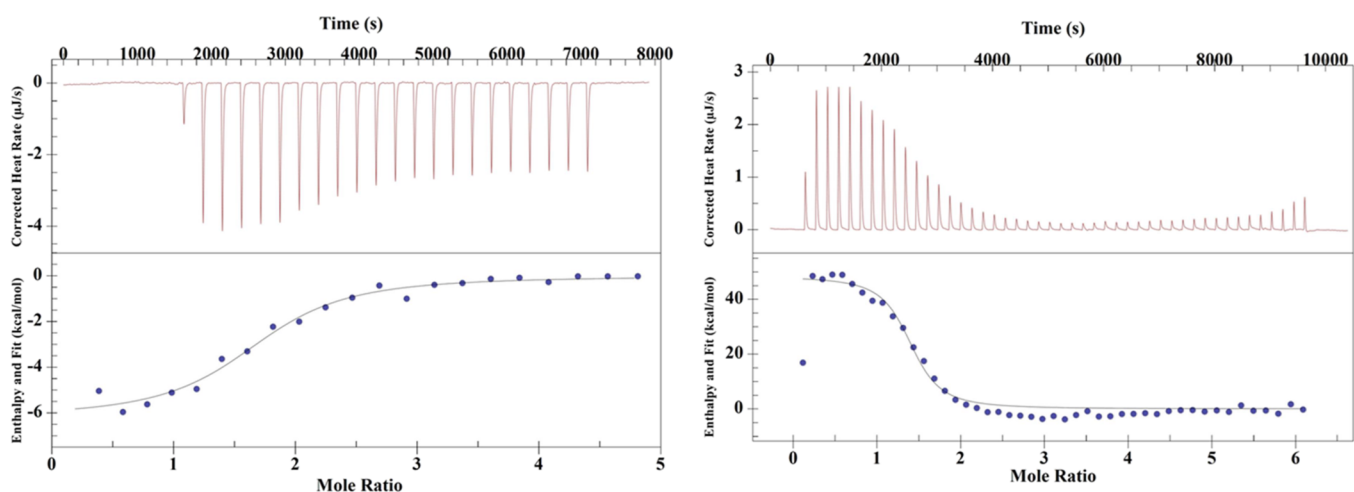 Time (s)
0 1000 2000 3000 4000 5000 6000 7000 8000
Corrected Heat Rate (µJ/s)
0
-2
-4
Enthalpy and Fit (kcal/mol)
0
-2
-4
-6
0 1 2 3 4 5
Mole Ratio
Time (s)
0 2000 4000 6000 8000 10000
Corrected Heat Rate (µJ/s)
3
2
1
0
Enthalpy and Fit (kcal/mol)
40
20
0
0 1 2 3 4 5 6
Mole Ratio